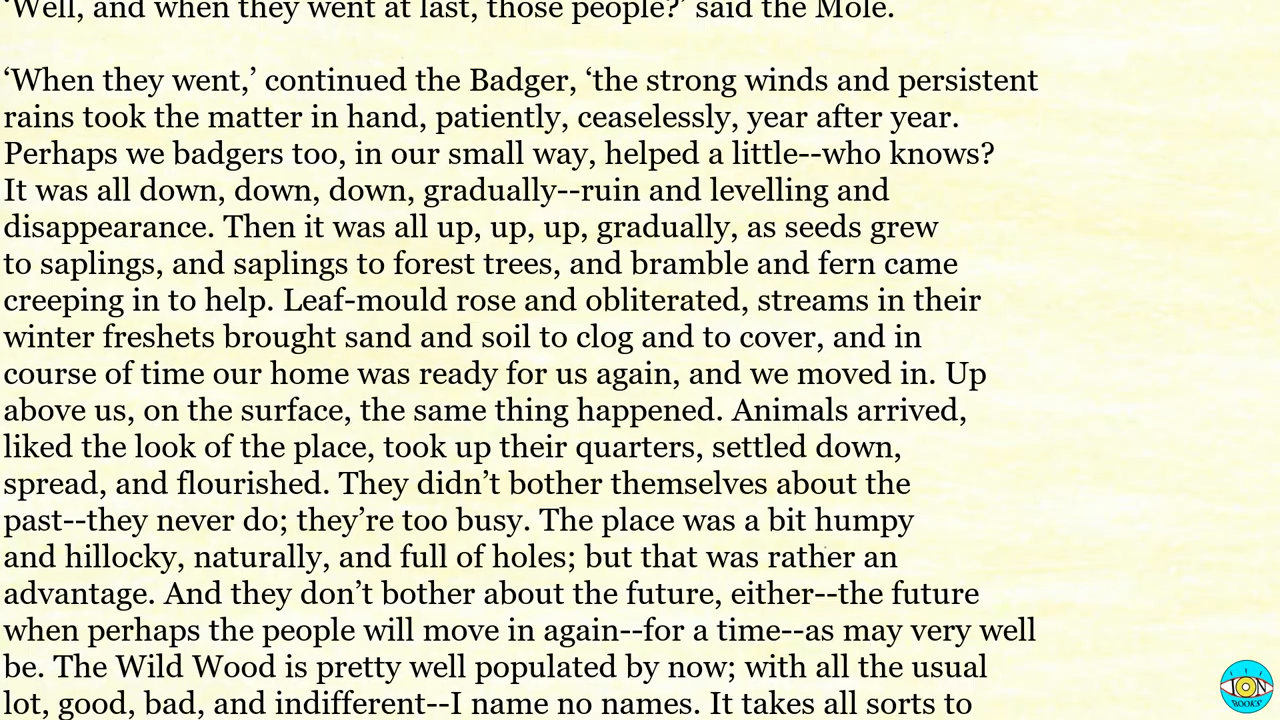 ‘Well, and when they went at last, those people?’ said the Mole.
‘When they went,’ continued the Badger, ‘the strong winds and persistent
rains took the matter in hand, patiently, ceaselessly, year after year.
Perhaps we badgers too, in our small way, helped a little--who knows?
It was all down, down, down, gradually--ruin and levelling and
disappearance. Then it was all up, up, up, gradually, as seeds grew
to saplings, and saplings to forest trees, and bramble and fern came
creeping in to help. Leaf-mould rose and obliterated, streams in their
winter freshets brought sand and soil to clog and to cover, and in
course of time our home was ready for us again, and we moved in. Up
above us, on the surface, the same thing happened. Animals arrived,
liked the look of the place, took up their quarters, settled down,
spread, and flourished. They didn’t bother themselves about the
past--they never do; they’re too busy. The place was a bit humpy
and hillocky, naturally, and full of holes; but that was rather an
advantage. And they don’t bother about the future, either--the future
when perhaps the people will move in again--for a time--as may very well
be. The Wild Wood is pretty well populated by now; with all the usual
lot, good, bad, and indifferent--I name no names. It takes all sorts to
ION
BOOKS